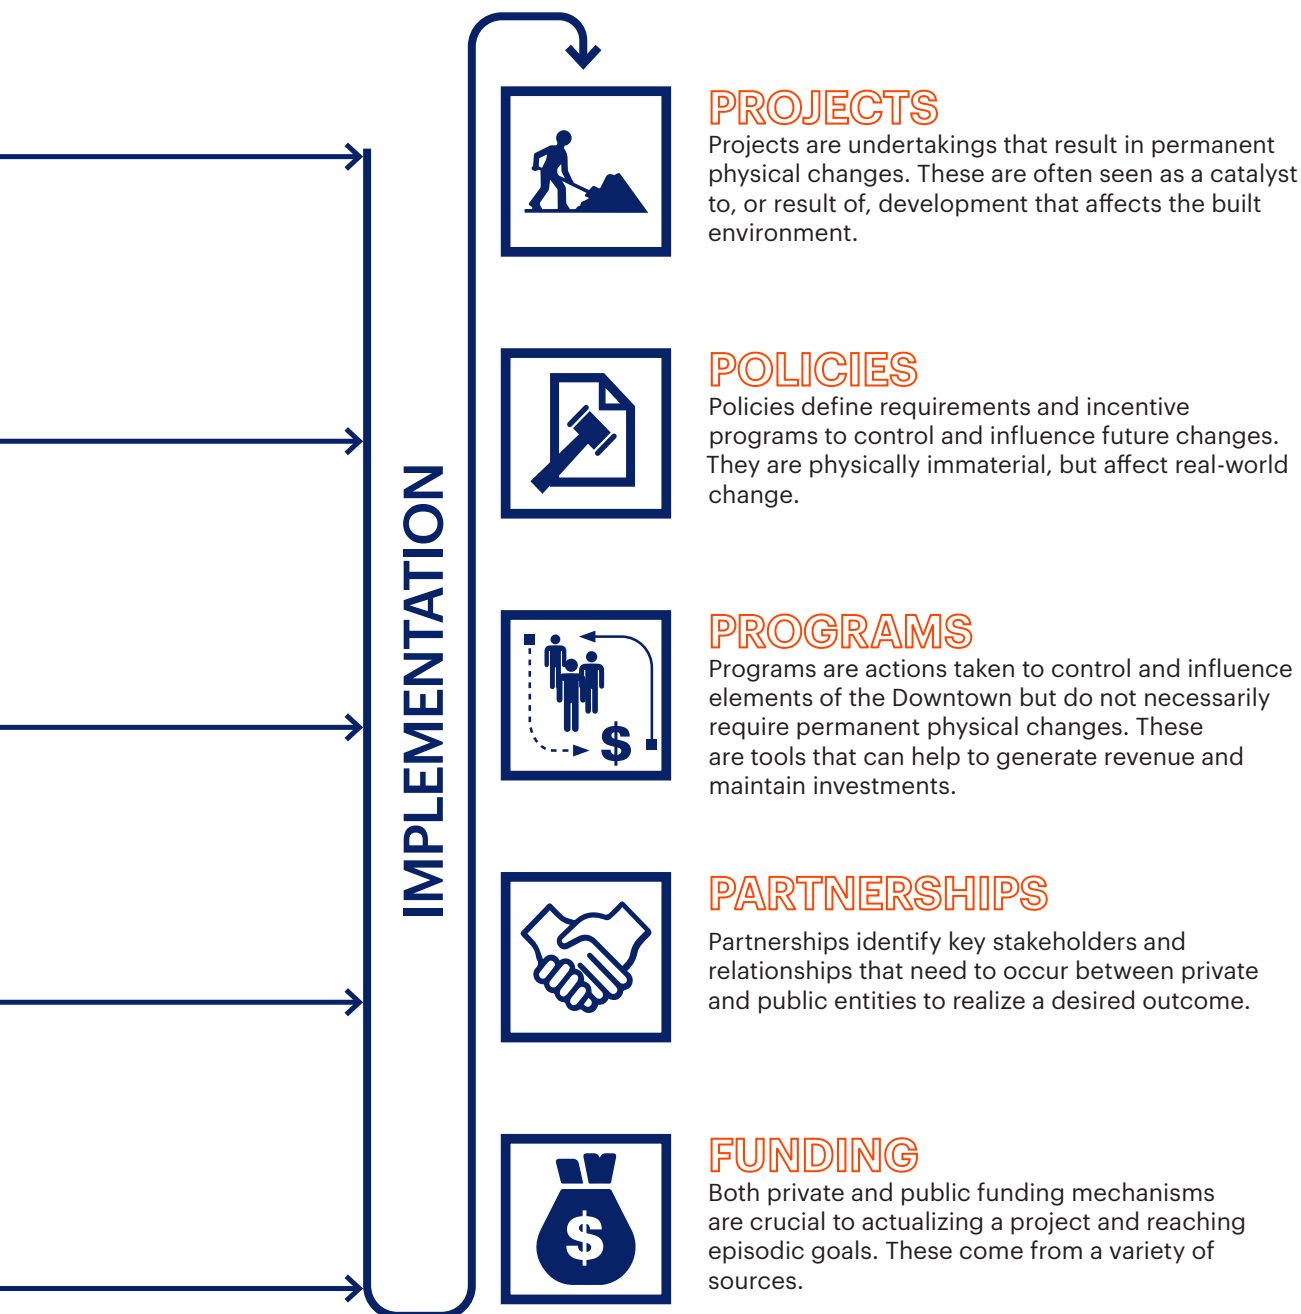 IMPLEMENTATION
PROJECTS
Projects are undertakings that result in permanent
physical changes. These are often seen as a catalyst
to, or result of, development that affects the built
environment.
POLICIES
Policies define requirements and incentive
programs to control and influence future changes.
They are physically immaterial, but affect real-world
change.
PROGRAMS
Programs are actions taken to control and influence
elements of the Downtown but do not necessarily
require permanent physical changes. These
are tools that can help to generate revenue and
maintain investments.
$
PARTNERSHIPS
Partnerships identify key stakeholders and
relationships that need to occur between private
and public entities to realize a desired outcome.
FUNDING
Both private and public funding mechanisms
are crucial to actualizing a project and reaching
episodic goals. These come from a variety of
sources.
$